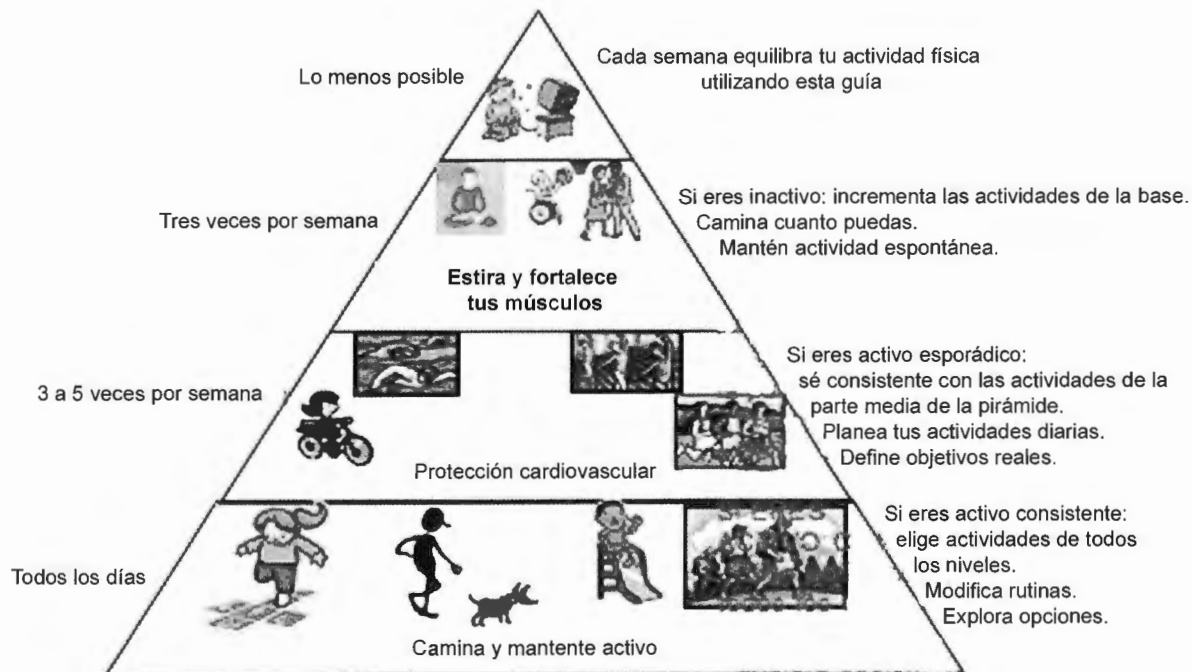 Lo menos posible
Cada semana equilibra tu actividad física
utilizando esta guía
Tres veces por semana
Si eres inactivo: incrementa las actividades de la base.
Camina cuanto puedas.
Mantén actividad espontánea.
Estira y fortalece
tus músculos
3 a 5 veces por semana
Si eres activo esporádico:
sé consistente con las actividades de la
parte media de la pirámide.
Planea tus actividades diarias.
Define objetivos reales.
Protección cardiovascular
Todos los días
Si eres activo consistente:
elige actividades de todos
los niveles.
Modifica rutinas.
Explora opciones.
Camina y mantente activo